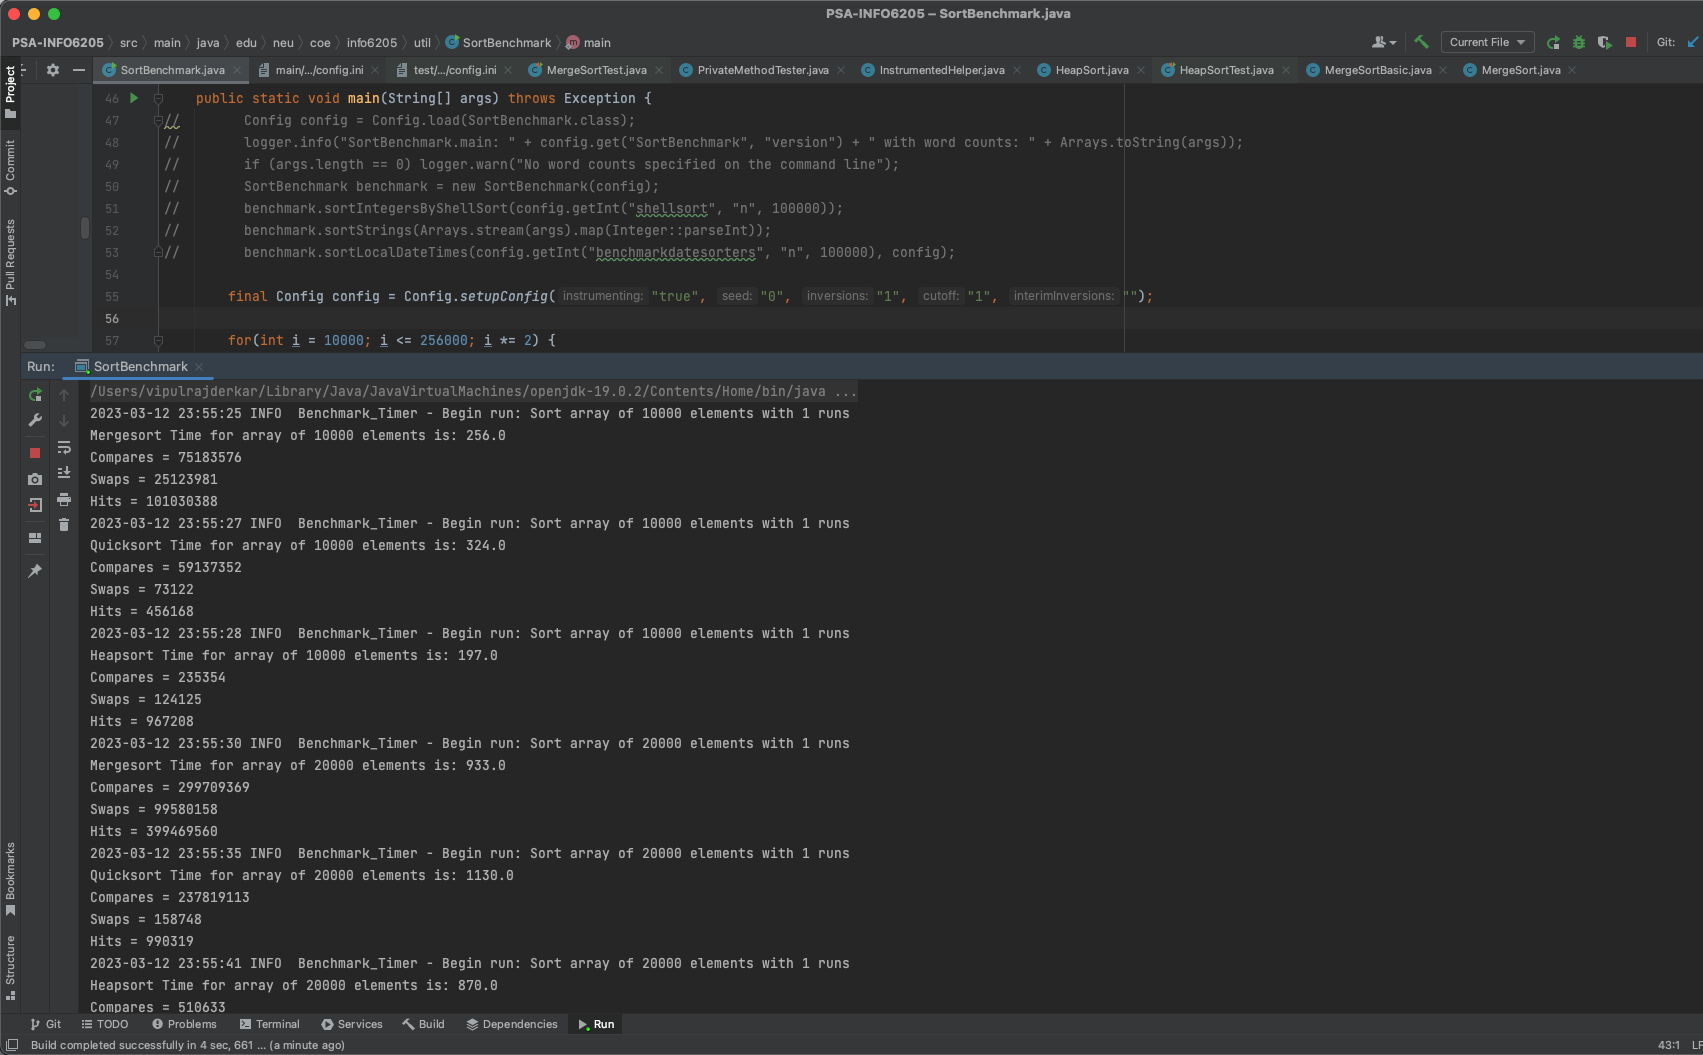 PSA-INFO6205 – SortBenchmark.java
PSA-INFO6205 src main java edu neu coe info6205 util SortBenchmark main Current File Git:
SortBenchmark.java main/.../config.ini test/.../config.ini MergeSortTest.java PrivateMethodTester.java InstrumentedHelper.java HeapSort.java HeapSortTest.java MergeSortBasic.java MergeSort.java
Project
Commit
Pull Requests
46 public static void main(String[] args) throws Exception {
47 // Config config = Config.load(SortBenchmark.class);
48 // logger.info("SortBenchmark.main: " + config.get("SortBenchmark", "version") + " with word counts: " + Arrays.toString(args));
49 // if (args.length == 0) logger.warn("No word counts specified on the command line");
50 // SortBenchmark benchmark = new SortBenchmark(config);
51 // benchmark.sortIntegersByShellSort(config.getInt("shellsort", "n", 100000));
52 // benchmark.sortStrings(Arrays.stream(args).map(Integer::parseInt));
53 // benchmark.sortLocalDateTimes(config.getInt("benchmarkdatesorters", "n", 100000), config);
54
55 final Config config = Config.setupConfig( instrumenting: "true", seed: "0", inversions: "1", cutoff: "1", interimInversions: "");
56
57 for(int i = 10000; i <= 256000; i *= 2) {
Run: SortBenchmark
/Users/vipulrajderkar/Library/Java/JavaVirtualMachines/openjdk-19.0.2/Contents/Home/bin/java ...
2023-03-12 23:55:25 INFO  Benchmark_Timer - Begin run: Sort array of 10000 elements with 1 runs
Mergesort Time for array of 10000 elements is: 256.0
Compares = 75183576
Swaps = 25123981
Hits = 101030388
2023-03-12 23:55:27 INFO  Benchmark_Timer - Begin run: Sort array of 10000 elements with 1 runs
Quicksort Time for array of 10000 elements is: 324.0
Compares = 59137352
Swaps = 73122
Hits = 456168
2023-03-12 23:55:28 INFO  Benchmark_Timer - Begin run: Sort array of 10000 elements with 1 runs
Heapsort Time for array of 10000 elements is: 197.0
Compares = 235354
Swaps = 124125
Hits = 967208
2023-03-12 23:55:30 INFO  Benchmark_Timer - Begin run: Sort array of 20000 elements with 1 runs
Mergesort Time for array of 20000 elements is: 933.0
Compares = 299709369
Swaps = 99580158
Hits = 399469560
2023-03-12 23:55:35 INFO  Benchmark_Timer - Begin run: Sort array of 20000 elements with 1 runs
Quicksort Time for array of 20000 elements is: 1130.0
Compares = 237819113
Swaps = 158748
Hits = 990319
2023-03-12 23:55:41 INFO  Benchmark_Timer - Begin run: Sort array of 20000 elements with 1 runs
Heapsort Time for array of 20000 elements is: 870.0
Compares = 510633
Bookmarks
Structure
Git TODO Problems Terminal Services Build Dependencies Run
Build completed successfully in 4 sec, 661 ... (a minute ago) 43:1 LF